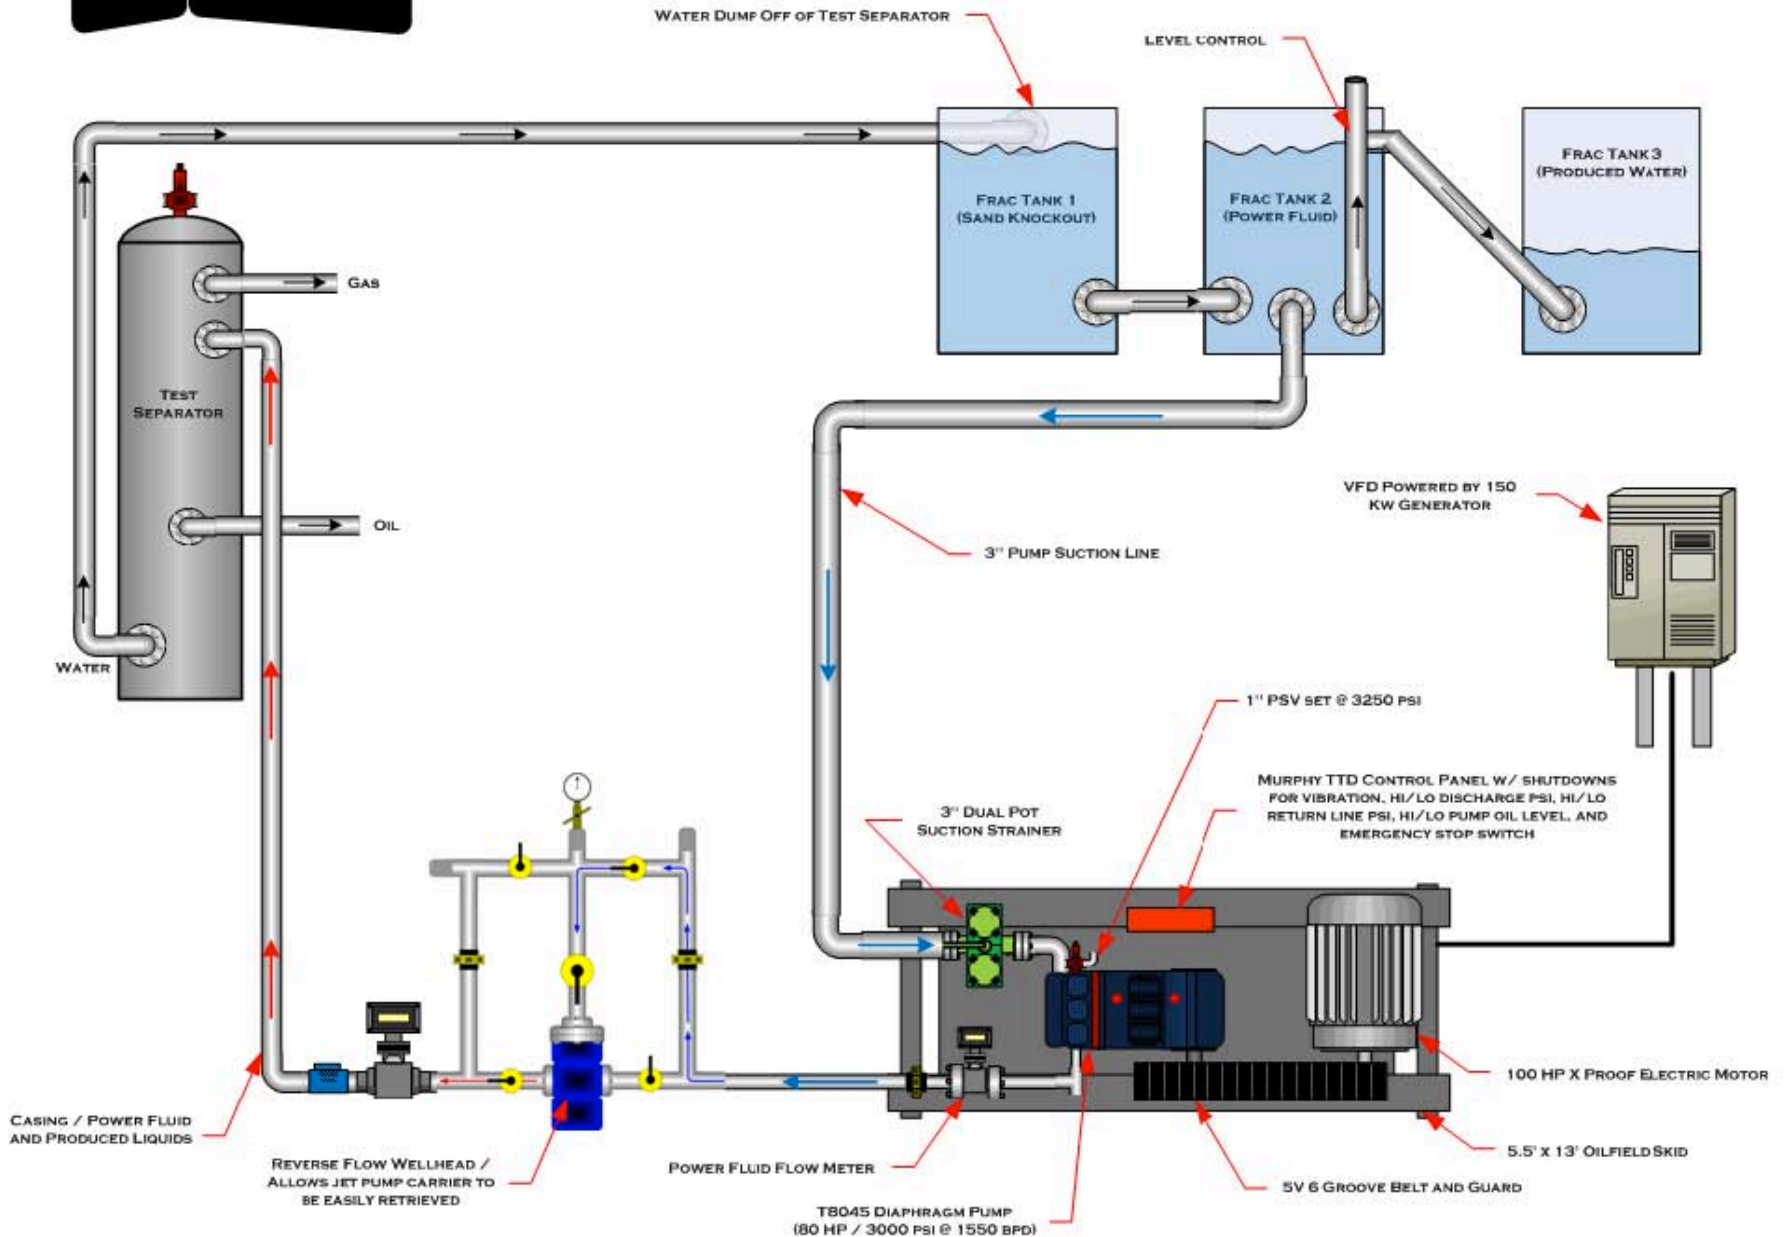 WATER DUMP OFF OF TEST SEPARATOR
LEVEL CONTROL
FRAC TANK 1
(SAND KNOCKOUT)
FRAC TANK 2
(POWER FLUID)
FRAC TANK 3
(PRODUCED WATER)
GAS
TEST
SEPARATOR
OIL
WATER
3" PUMP SUCTION LINE
VFD POWERED BY 150
KW GENERATOR
1" PSV SET @ 3250 PSI
MURPHY TTD CONTROL PANEL W/ SHUTDOWNS
FOR VIBRATION, HI/LO DISCHARGE PSI, HI/LO
RETURN LINE PSI, HI/LO PUMP OIL LEVEL, AND
EMERGENCY STOP SWITCH
3" DUAL POT
SUCTION STRAINER
100 HP X PROOF ELECTRIC MOTOR
CASING / POWER FLUID
AND PRODUCED LIQUIDS
REVERSE FLOW WELLHEAD /
ALLOWS JET PUMP CARRIER TO
BE EASILY RETRIEVED
POWER FLUID FLOW METER
5.5' X 13' OILFIELD SKID
5V 6 GROOVE BELT AND GUARD
T8045 DIAPHRAGM PUMP
(80 HP / 3000 PSI @ 1550 BPD)